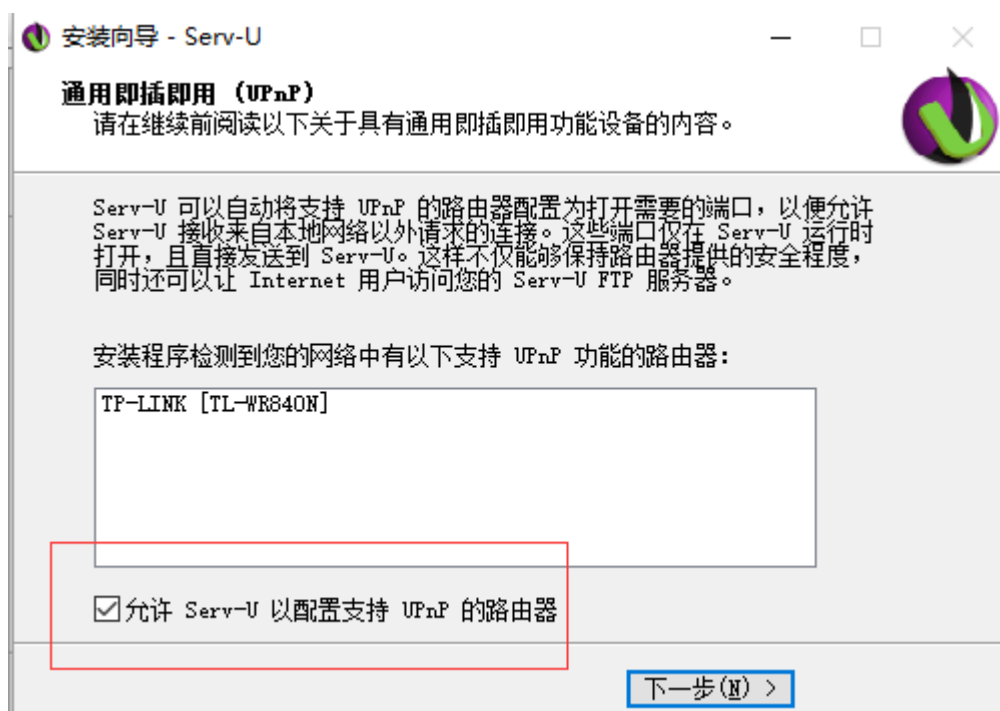 安装向导 - Serv-U
通用即插即用 (UPnP)
请在继续前阅读以下关于具有通用即插即用功能设备的内容。
Serv-U 可以自动将支持 UPnP 的路由器配置为打开需要的端口，以便允许
Serv-U 接收来自本地网络以外请求的连接。这些端口仅在 Serv-U 运行时
打开，且直接发送到 Serv-U。这样不仅能够保持路由器提供的安全程度，
同时还可以让 Internet 用户访问您的 Serv-U FTP 服务器。
安装程序检测到您的网络中有以下支持 UPnP 功能的路由器:
TP-LINK [TL-WR840N]
允许 Serv-U 以配置支持 UPnP 的路由器
下一步(N) >